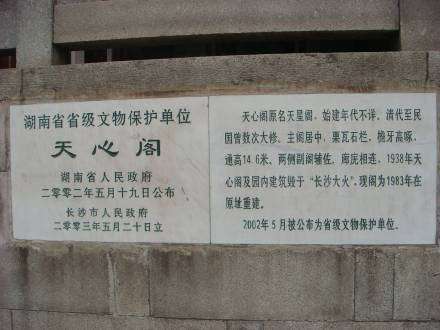 湖南省省级文物保护单位
天心阁
湖南省人民政府
二零零二年五月十九日公布
长沙市人民政府
二零零三年五月二十日立
天心阁原名天星阁，始建年代不详，清代至民
国曾数次大修。主阁居中，栗瓦石栏，檐牙高啄，
通高14.6米，两侧副阁辅佐，廊庑相连，1938年天
心阁及园内建筑毁于“长沙大火”。现阁为1983年在
原址重建。
2002年5月被公布为省级文物保护单位。